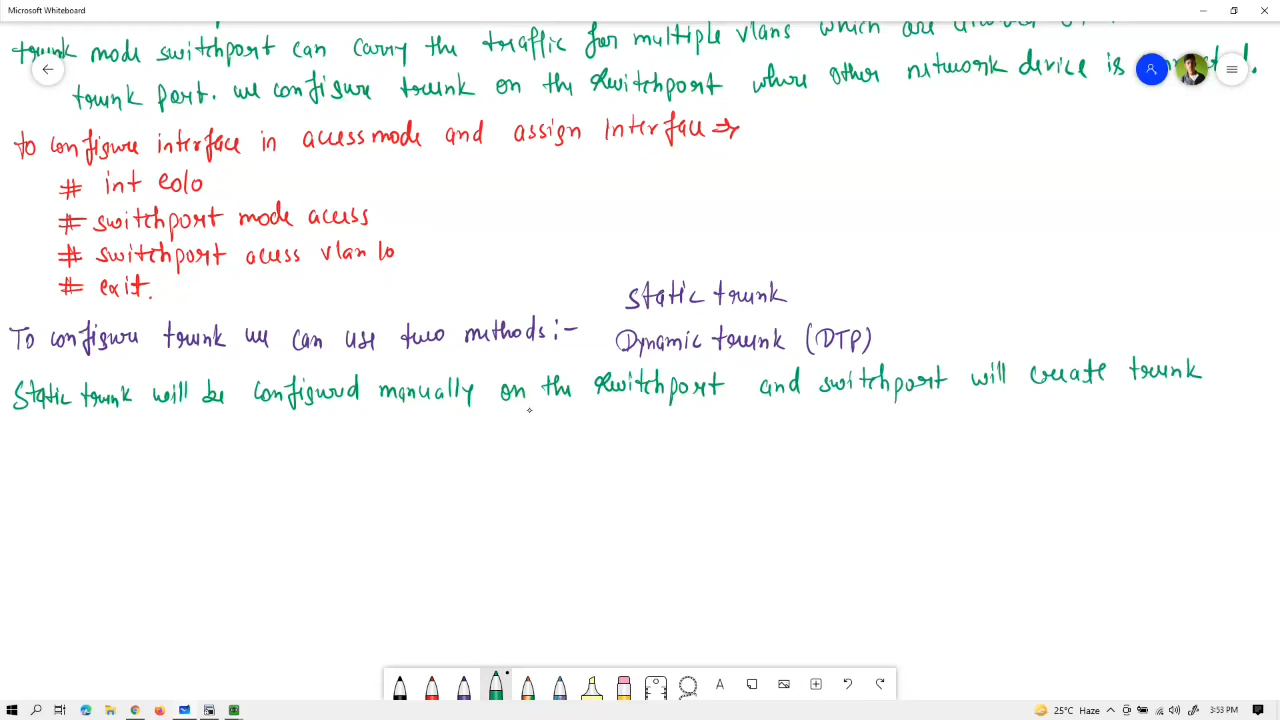 Microsoft Whiteboard
trunk mode switchport can carry the traffic for multiple vlans which are
trunk port. we configure trunk on the switchport where other network device is
to configure interface in acess mode and assign Interface →
# int e0/0
# switchport mode acess
# switchport acess vlan 10
# exit.
Static trunk
To configure trunk we can use two methods:-
Dynamic trunk (DTP)
Static trunk will be configured manually on the switchport and switchport will create trunk
A
25°C Haze
3:53 PM